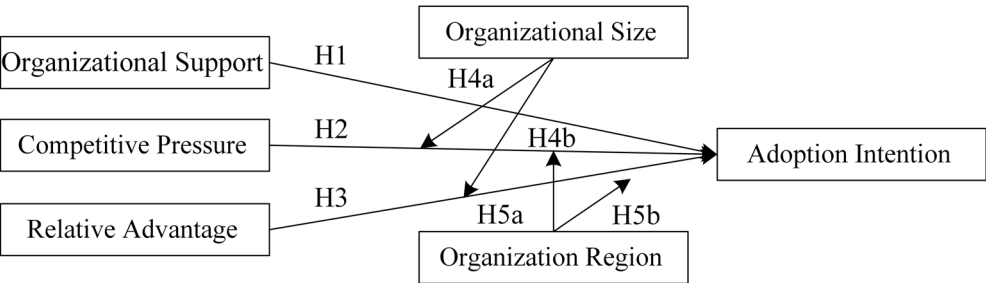 Organizational Size
H1
Organizational Support
H4a
H2
H4b
Competitive Pressure
Adoption Intention
H3
H5a
H5b
Relative Advantage
Organization Region